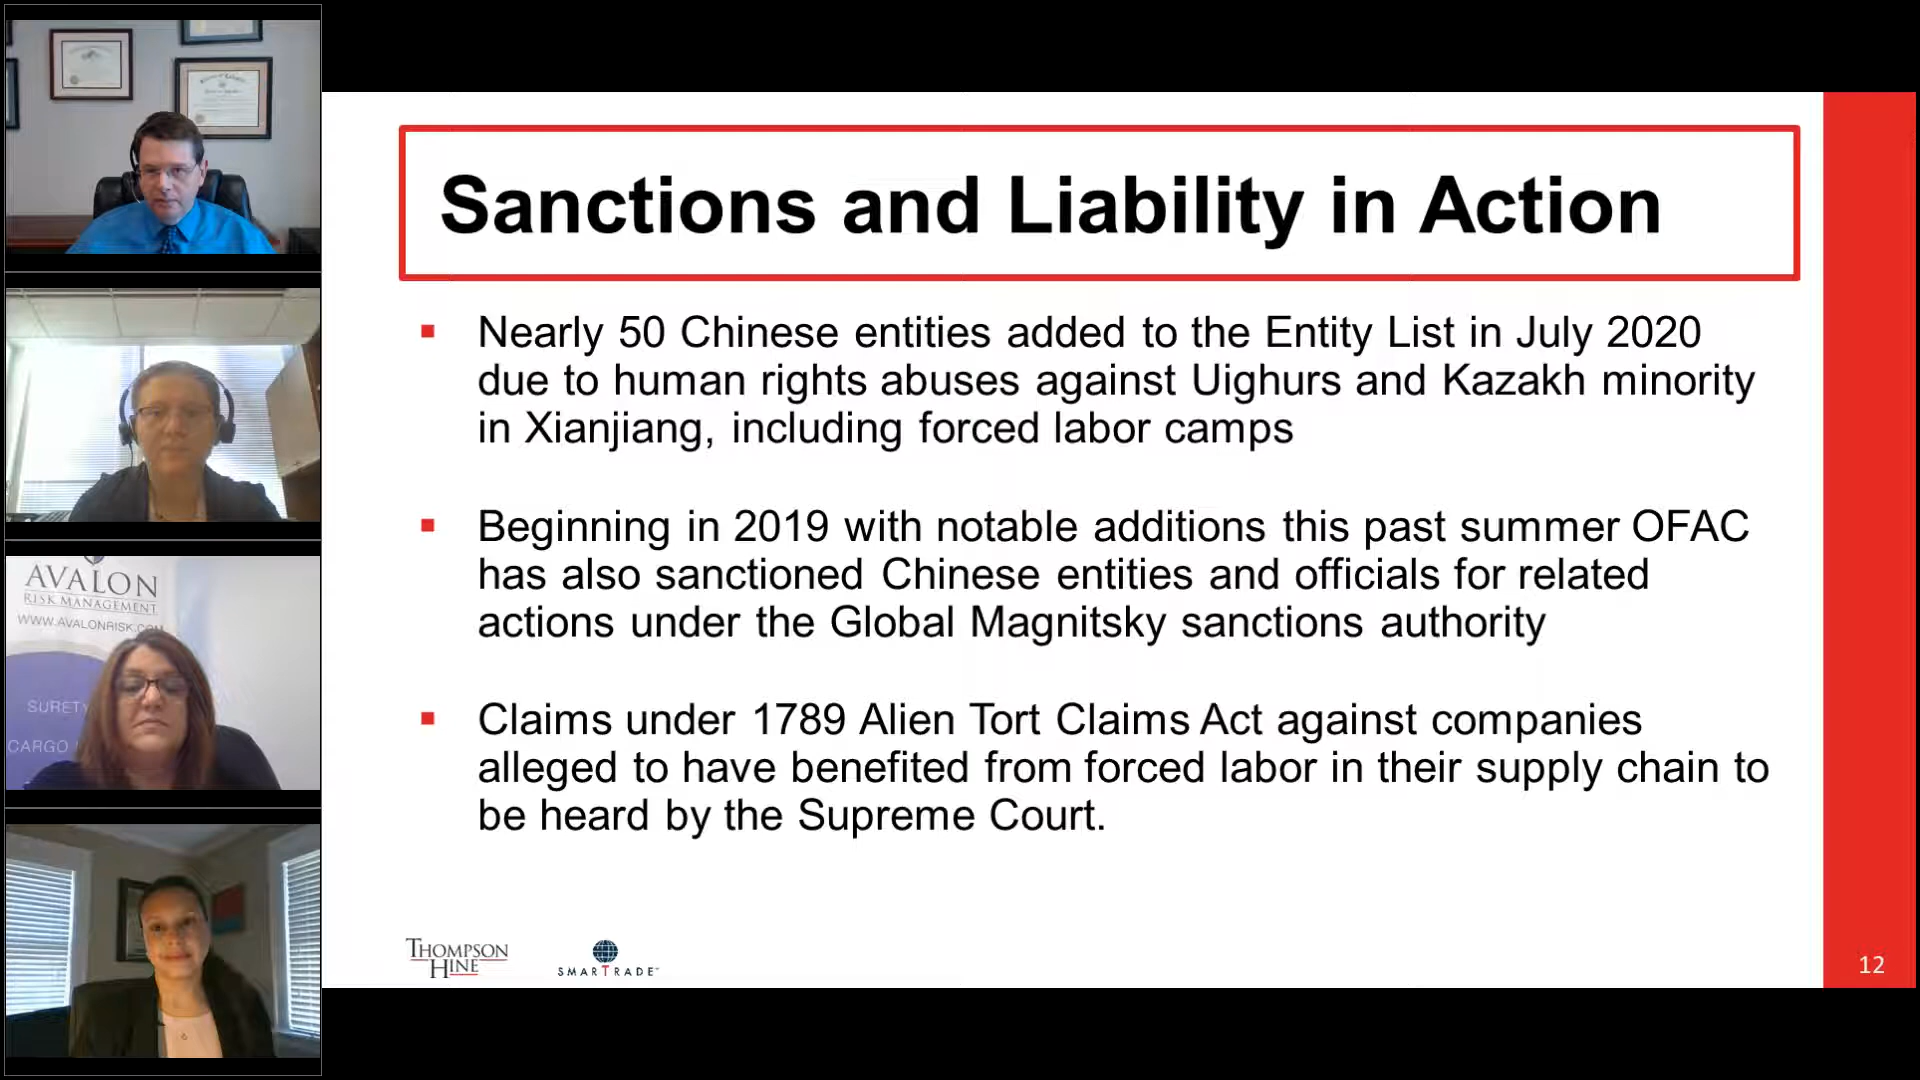 Sanctions and Liability in Action
▪ Nearly 50 Chinese entities added to the Entity List in July 2020
due to human rights abuses against Uighurs and Kazakh minority
in Xianjiang, including forced labor camps
▪ Beginning in 2019 with notable additions this past summer OFAC
has also sanctioned Chinese entities and officials for related
actions under the Global Magnitsky sanctions authority
▪ Claims under 1789 Alien Tort Claims Act against companies
alleged to have benefited from forced labor in their supply chain to
be heard by the Supreme Court.
THOMPSON
HINE
SMARTRADE
12
AVALON
RISK MANAGEMENT
WWW.AVALONRISK.COM
SURETY
CARGO